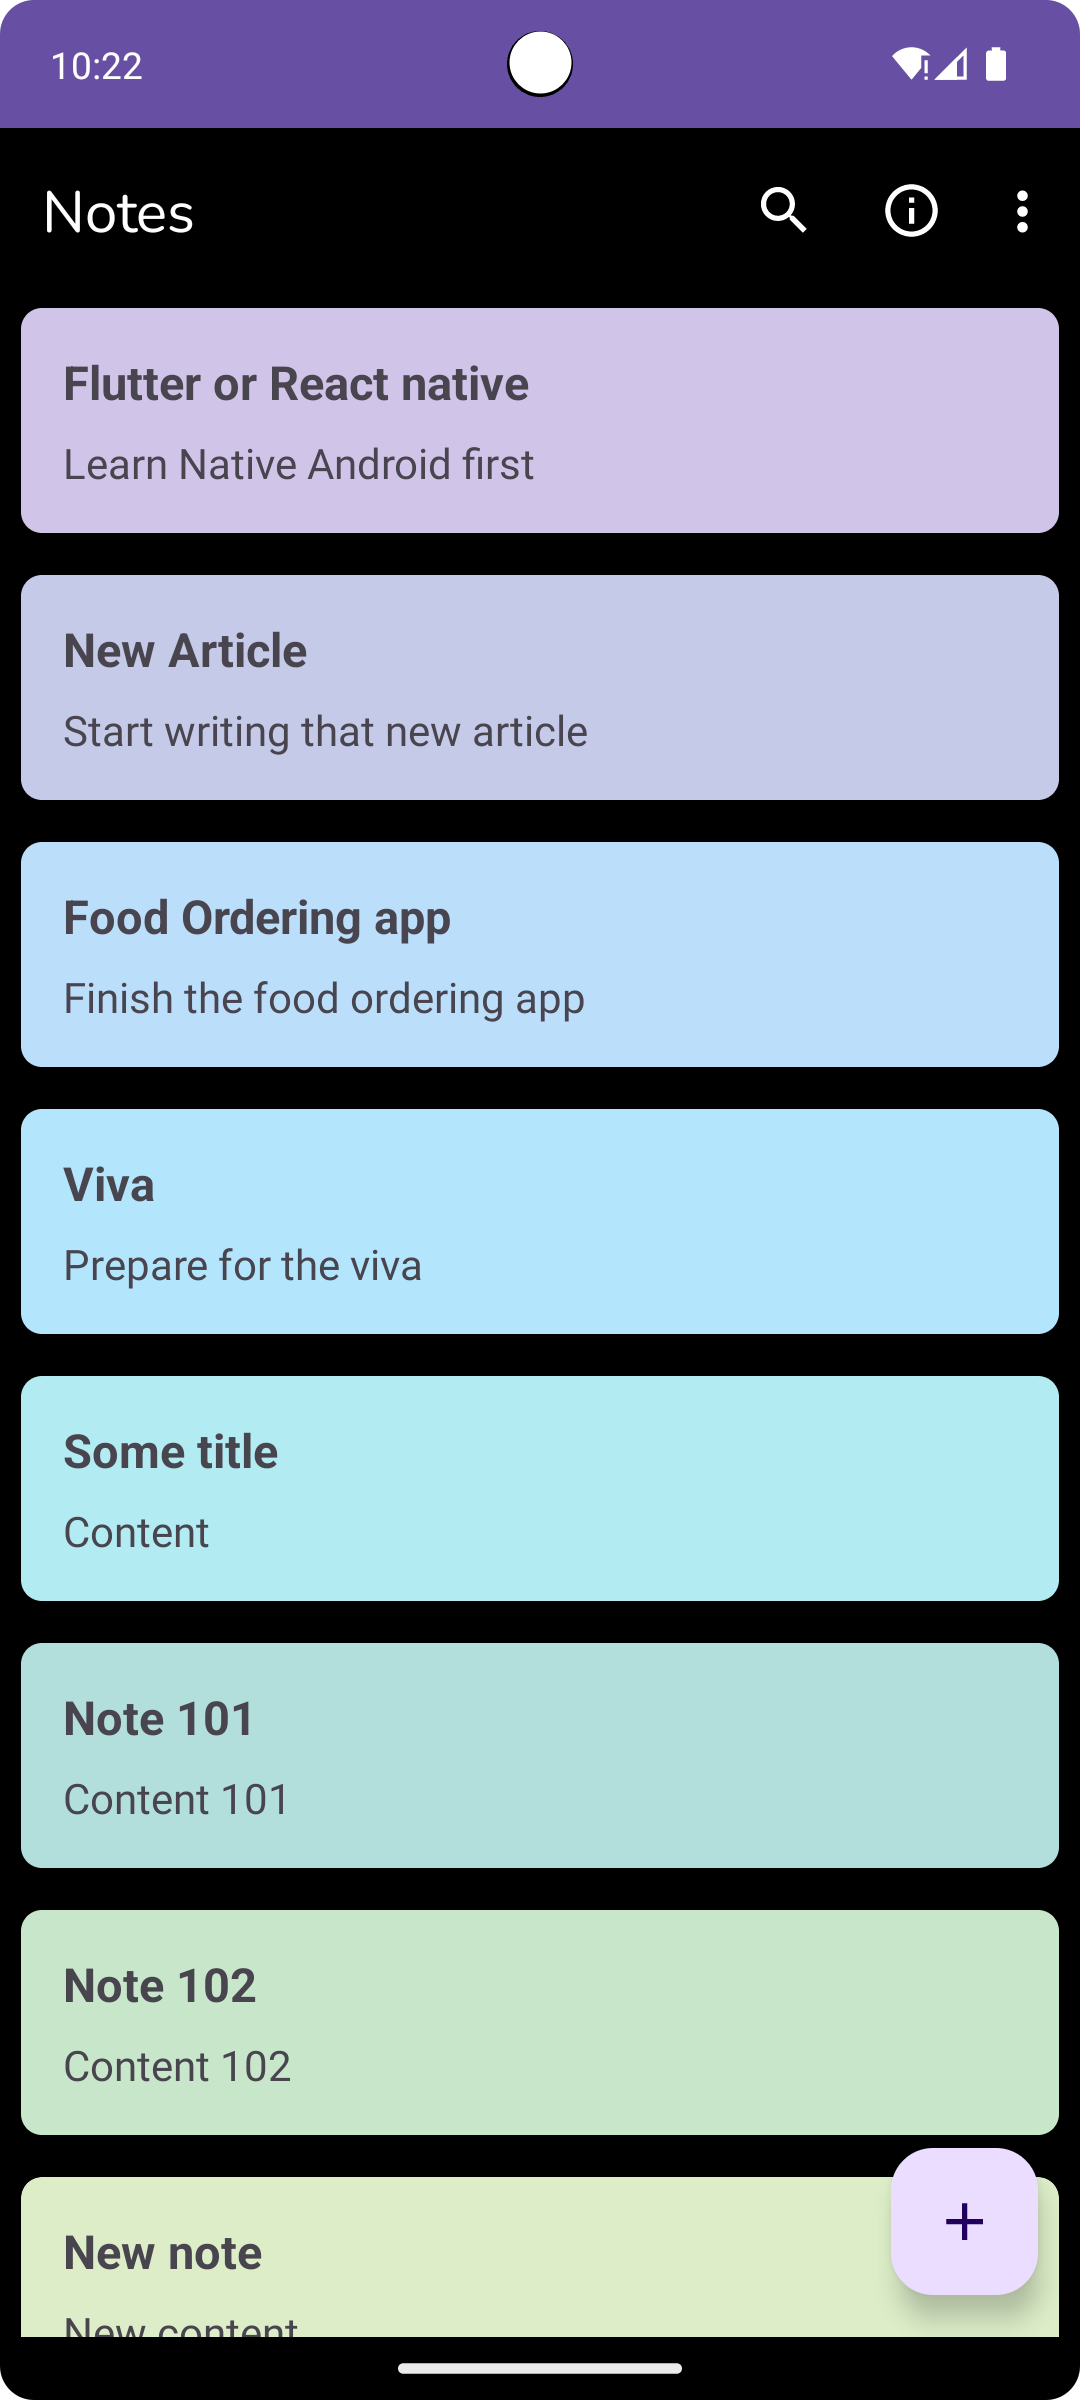 10:22
Notes
Flutter or React native
Learn Native Android first
New Article
Start writing that new article
Food Ordering app
Finish the food ordering app
Viva
Prepare for the viva
Some title
Content
Note 101
Content 101
Note 102
Content 102
New note
New content